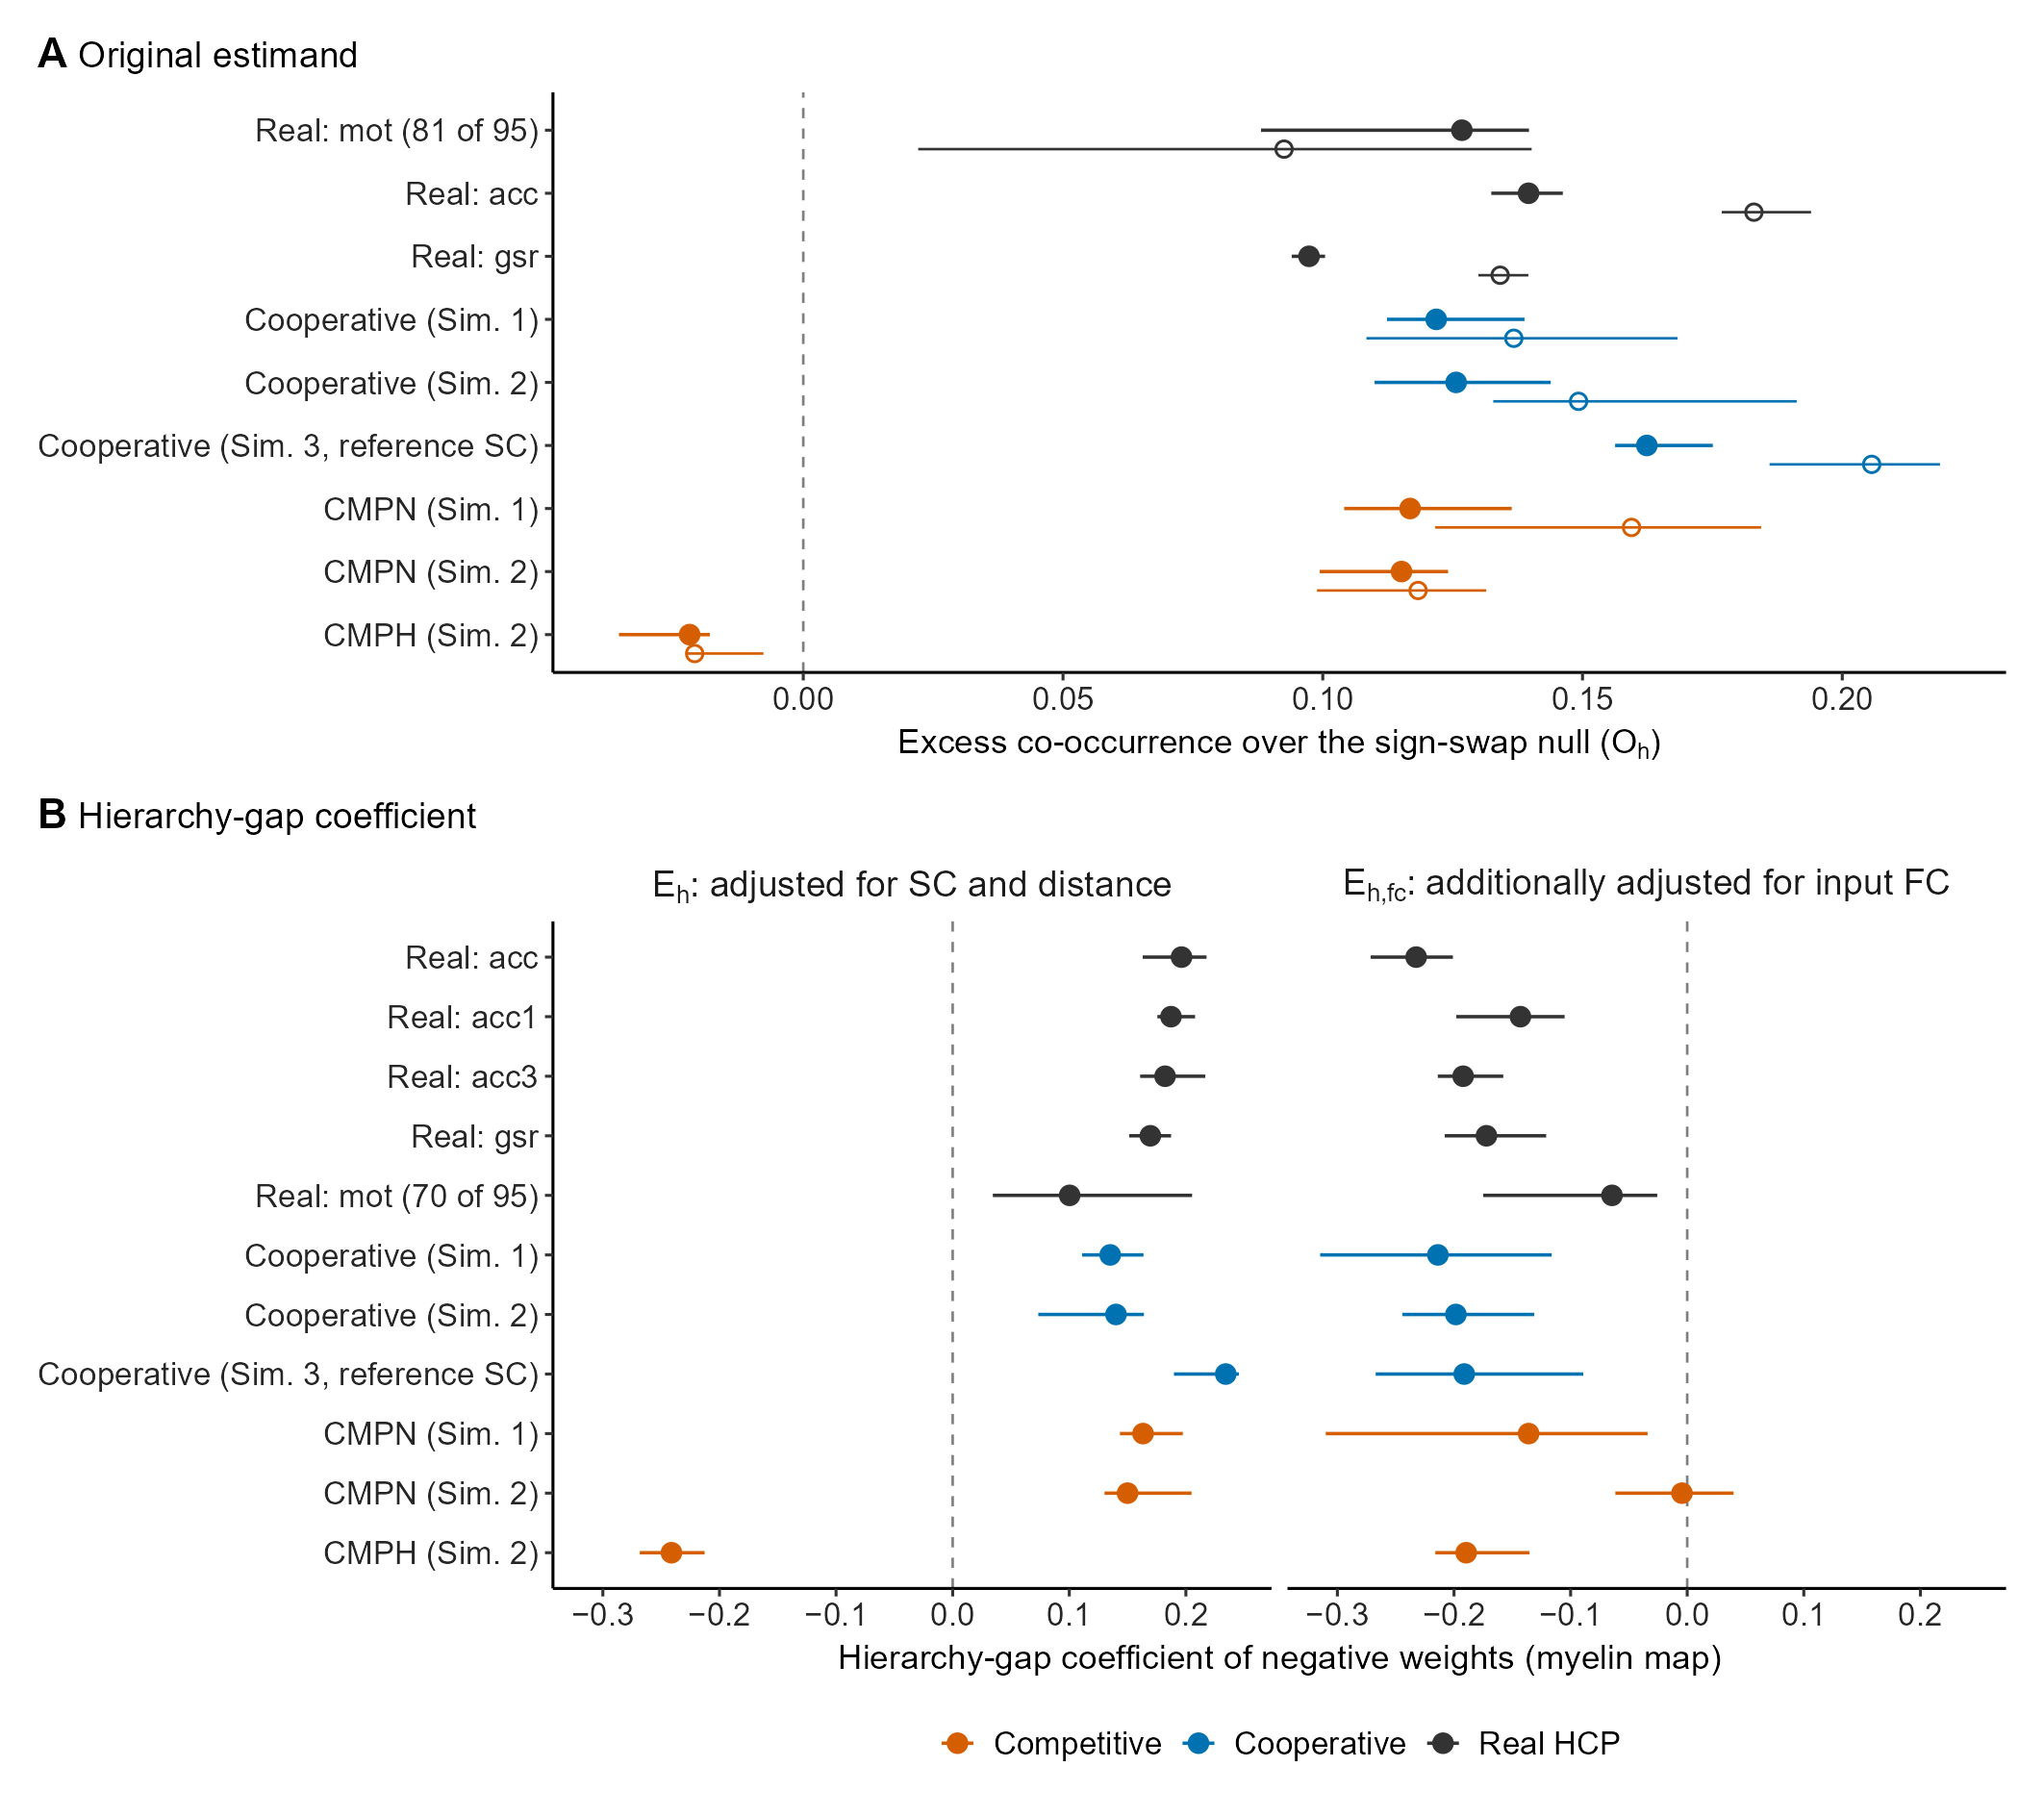 A Original estimand
Real: mot (81 of 95)
Real: acc
Real: gsr
Cooperative (Sim. 1)
Cooperative (Sim. 2)
Cooperative (Sim. 3, reference SC)
CMPN (Sim. 1)
CMPN (Sim. 2)
CMPH (Sim. 2)
0.00 0.05 0.10 0.15 0.20
Excess co-occurrence over the sign-swap null (Oh)
B Hierarchy-gap coefficient
Eh: adjusted for SC and distance
Eh,fc: additionally adjusted for input FC
Real: acc
Real: acc1
Real: acc3
Real: gsr
Real: mot (70 of 95)
Cooperative (Sim. 1)
Cooperative (Sim. 2)
Cooperative (Sim. 3, reference SC)
CMPN (Sim. 1)
CMPN (Sim. 2)
CMPH (Sim. 2)
−0.3 −0.2 −0.1 0.0 0.1 0.2
−0.3 −0.2 −0.1 0.0 0.1 0.2
Hierarchy-gap coefficient of negative weights (myelin map)
Competitive Cooperative Real HCP